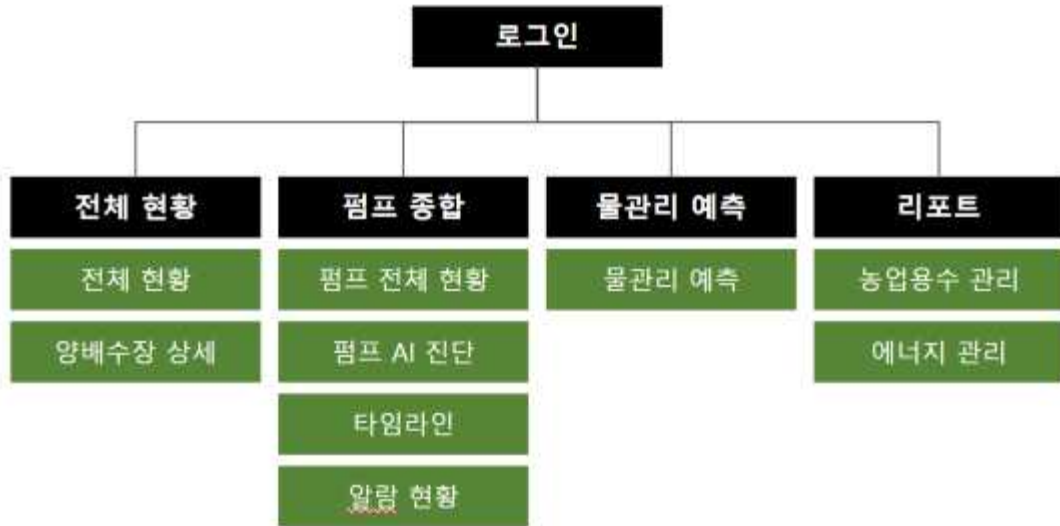 로그인
전체 현황
펌프 종합
물관리 예측
리포트
전체 현황
펌프 전체 현황
물관리 예측
농업용수 관리
양배수장 상세
펌프 AI 진단
에너지 관리
타임라인
알람 현황